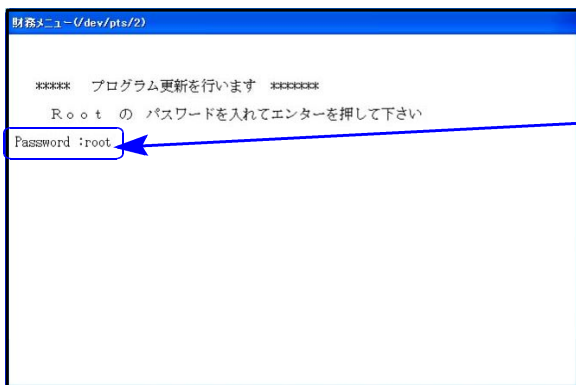 財務メニュー(/dev/pts/2)
***** プログラム更新を行います *******
Root の パスワードを入れてエンターを押して下さい
Password :root